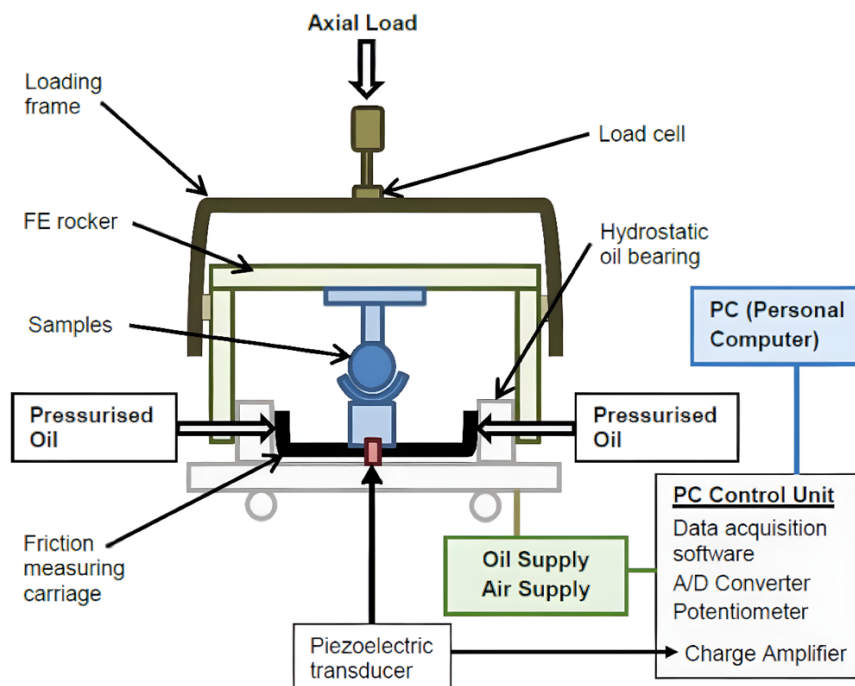 Axial Load
Loading
frame
Load cell
FE rocker
Hydrostatic
oil bearing
Samples
PC (Personal
Computer)
Pressurised
Oil
Pressurised
Oil
PC Control Unit
Data acquisition
software
A/D Converter
Potentiometer
Charge Amplifier
Friction
measuring
carriage
Oil Supply
Air Supply
Piezoelectric
transducer